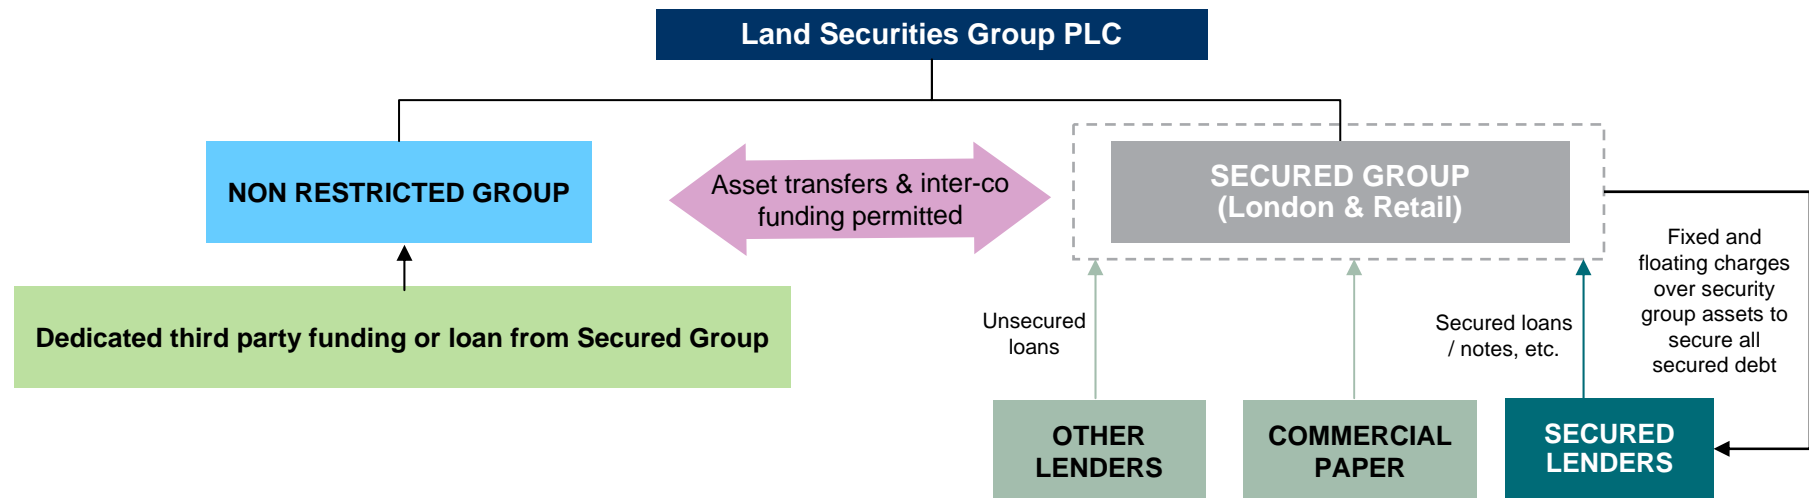 Land Securities Group PLC
NON RESTRICTED GROUP
Asset transfers & inter-co
funding permitted
SECURED GROUP
(London & Retail)
Dedicated third party funding or loan from Secured Group
Unsecured
loans
Secured loans
/ notes, etc.
Fixed and
floating charges
over security
group assets to
secure all
secured debt
OTHER
LENDERS
COMMERCIAL
PAPER
SECURED
LENDERS